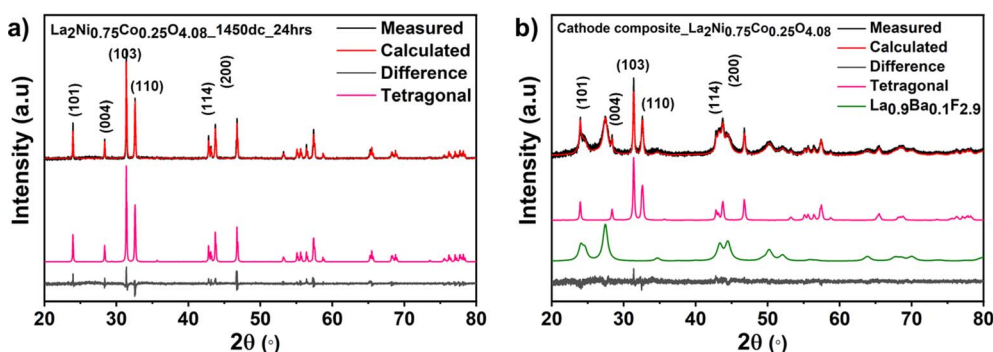 a)
La2Ni0.75Co0.25O4.08_1450dc_24hrs
Measured
Calculated
Difference
Tetragonal
(101)
(004)
(103)
(110)
(114)
(200)
Intensity (a.u)
20 30 40 50 60 70 80
2θ (◦)
b)
Cathode composite_La2Ni0.75Co0.25O4.08
Measured
Calculated
Difference
Tetragonal
La0.9Ba0.1F2.9
(101)
(004)
(103)
(110)
(114)
(200)
Intensity (a.u)
20 30 40 50 60 70 80
2θ (◦)